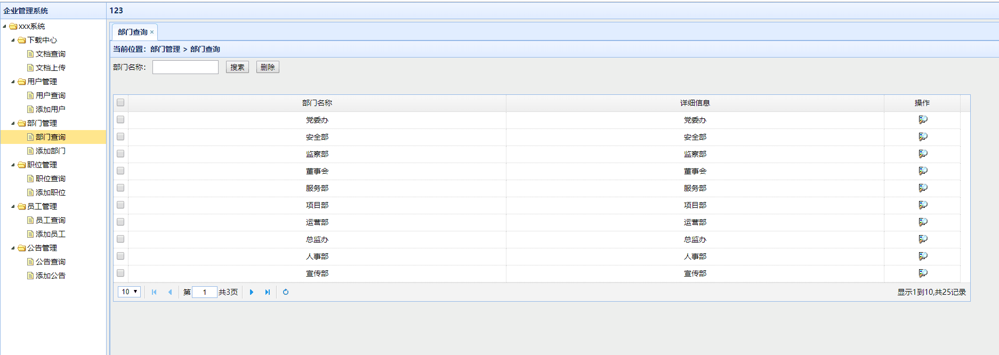 企业管理系统
123
xxx系统
下载中心
文档查询
文档上传
用户管理
用户查询
添加用户
部门管理
部门查询
添加部门
职位管理
职位查询
添加职位
员工管理
员工查询
添加员工
公告管理
公告查询
添加公告
部门查询 ×
当前位置：部门管理 > 部门查询
部门名称： 搜索 删除
部门名称 详细信息 操作
党委办 党委办
安全部 安全部
监察部 监察部
董事会 董事会
服务部 服务部
项目部 项目部
运营部 运营部
总监办 总监办
人事部 人事部
宣传部 宣传部
10 第 1 共3页 显示1到10,共25记录